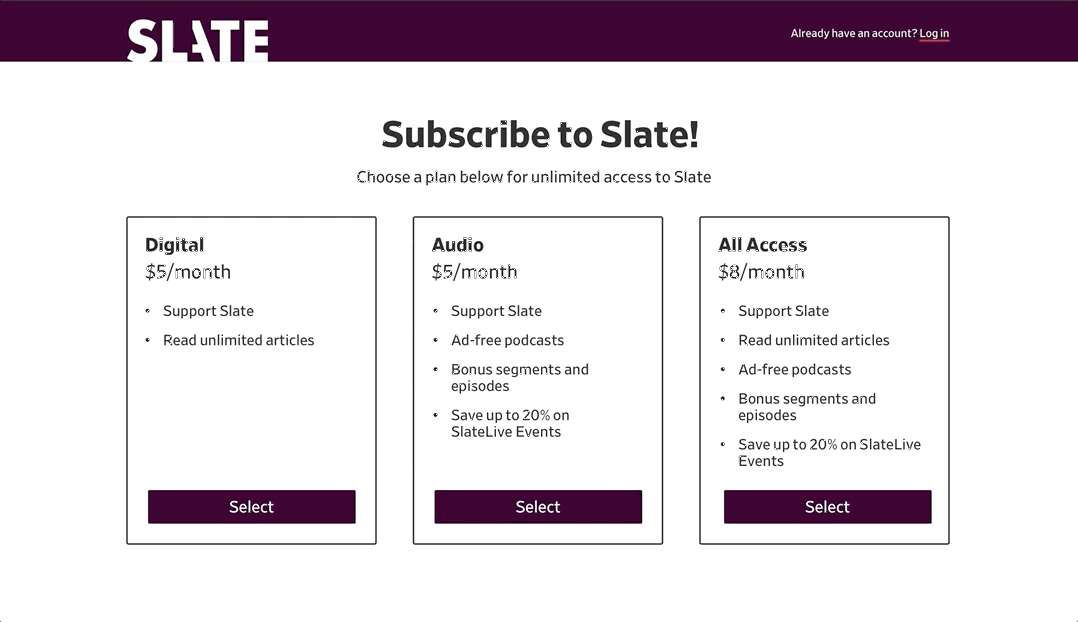 SLATE
Already have an account? Log in
Subscribe to Slate!
Choose a plan below for unlimited access to Slate
Digital
$5/month
• Support Slate
• Read unlimited articles
Select
Audio
$5/month
• Support Slate
• Ad-free podcasts
• Bonus segments and
episodes
• Save up to 20% on
SlateLive Events
Select
All Access
$8/month
• Support Slate
• Read unlimited articles
• Ad-free podcasts
• Bonus segments and
episodes
• Save up to 20% on SlateLive
Events
Select